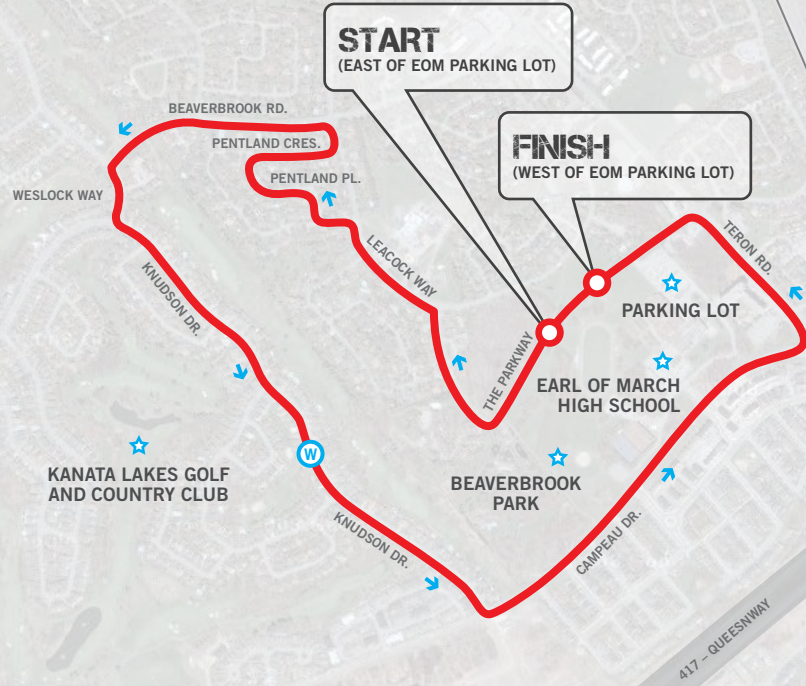 START
(EAST OF EOM PARKING LOT)
FINISH
(WEST OF EOM PARKING LOT)
BEAVERBROOK RD.
PENTLAND CRES.
PENTLAND PL.
WESLOCK WAY
LEACOCK WAY
TERON RD.
KNUDSON DR.
PARKING LOT
THE PARKWAY
EARL OF MARCH
HIGH SCHOOL
W
KANATA LAKES GOLF
AND COUNTRY CLUB
BEAVERBROOK
PARK
KNUDSON DR.
CAMPEAU DR.
417 – QUEESNWAY